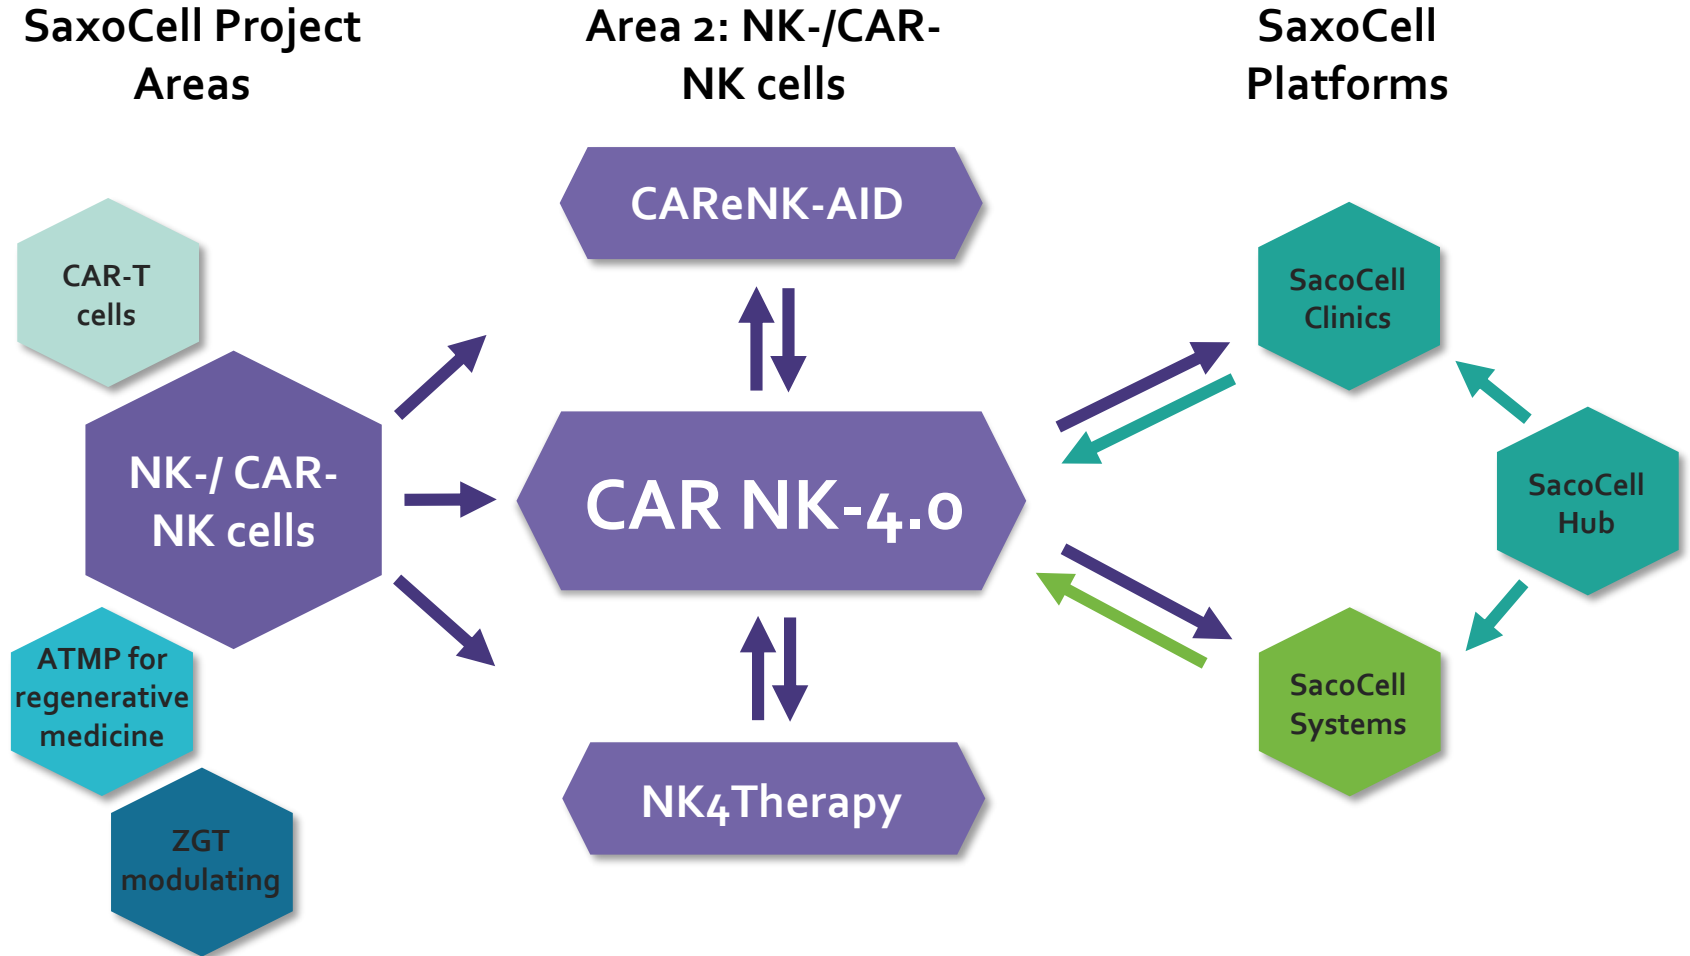 SaxoCell Project
Areas
Area 2: NK-/CAR-
NK cells
SaxoCell
Platforms
CAR-T
cells
NK-/ CAR-
NK cells
ATMP for
regenerative
medicine
ZGT
modulating
CAReNK-AID
CAR NK-4.0
NK4Therapy
SacoCell
Clinics
SacoCell
Hub
SacoCell
Systems